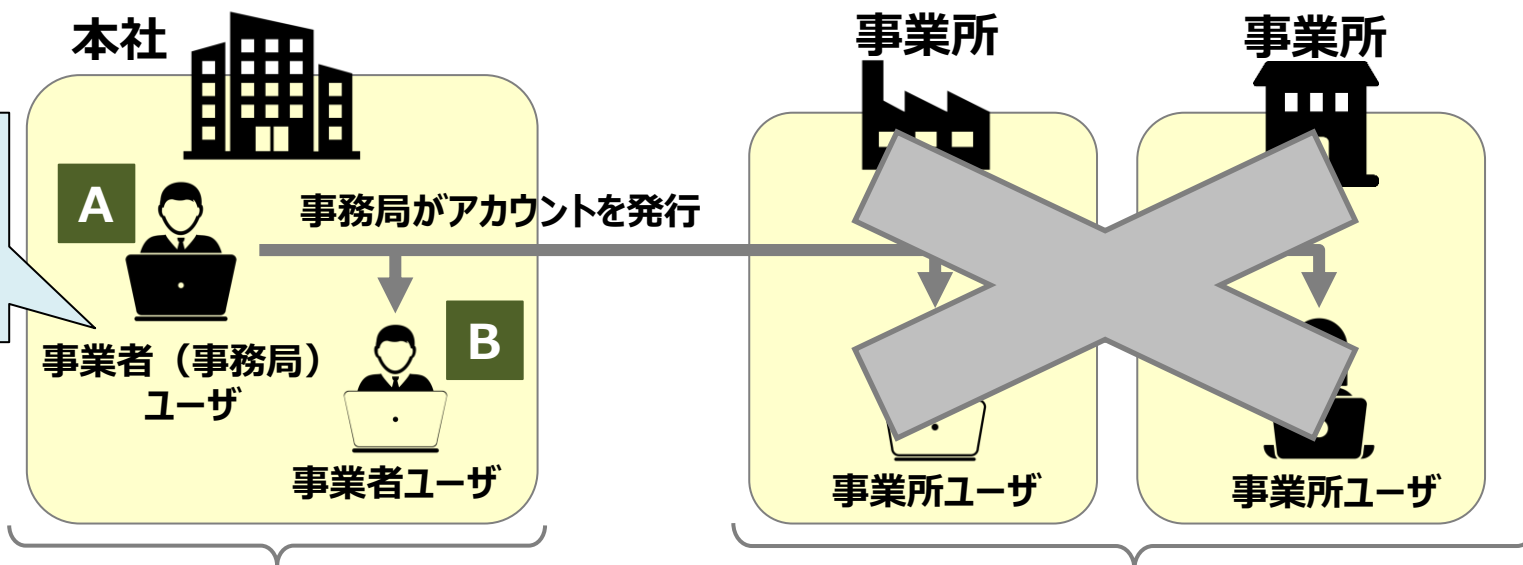 本社
事業所
事業所
A
事務局がアカウントを発行
B
事業者（事務局）
ユーザ
事業者ユーザ
事業所ユーザ
事業所ユーザ